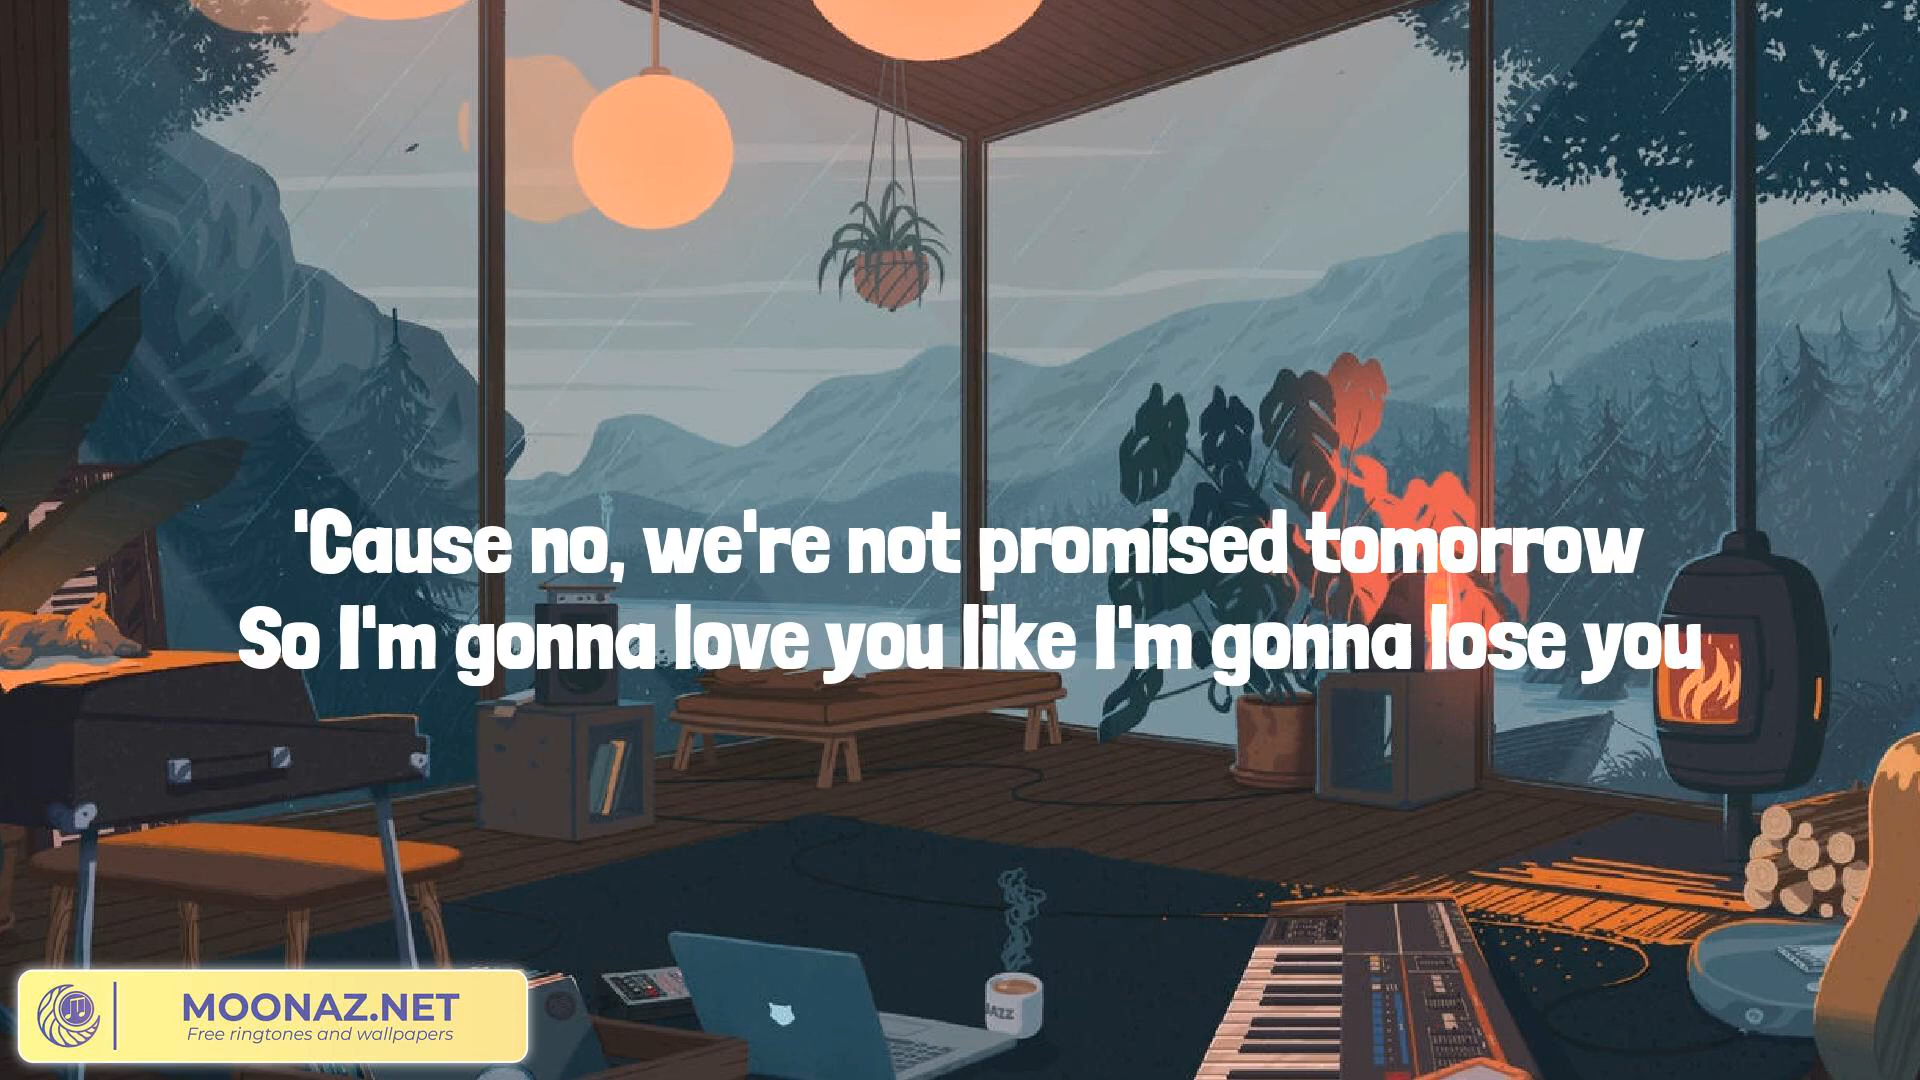 'Cause no, we're not promised tomorrow
So I'm gonna love you like I'm gonna lose you
JAZZ
MOONAZ.NET
Free ringtones and wallpapers